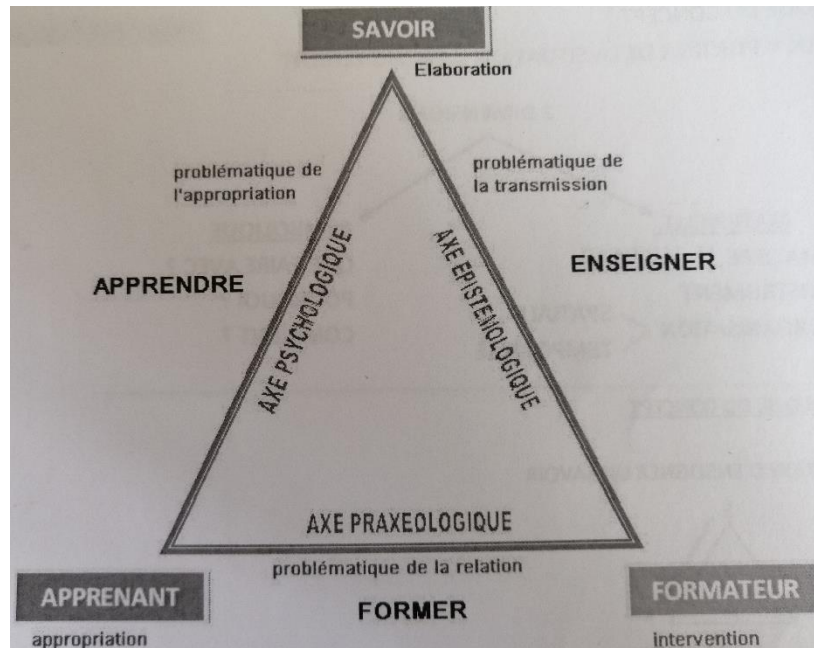 SAVOIR
Elaboration
problématique de
l'appropriation
problématique de
la transmission
APPRENDRE
ENSEIGNER
AXE PSYCHOLOGIQUE
AXE EPISTEMOLOGIQUE
AXE PRAXEOLOGIQUE
problématique de la relation
APPRENANT
FORMER
FORMATEUR
appropriation
intervention